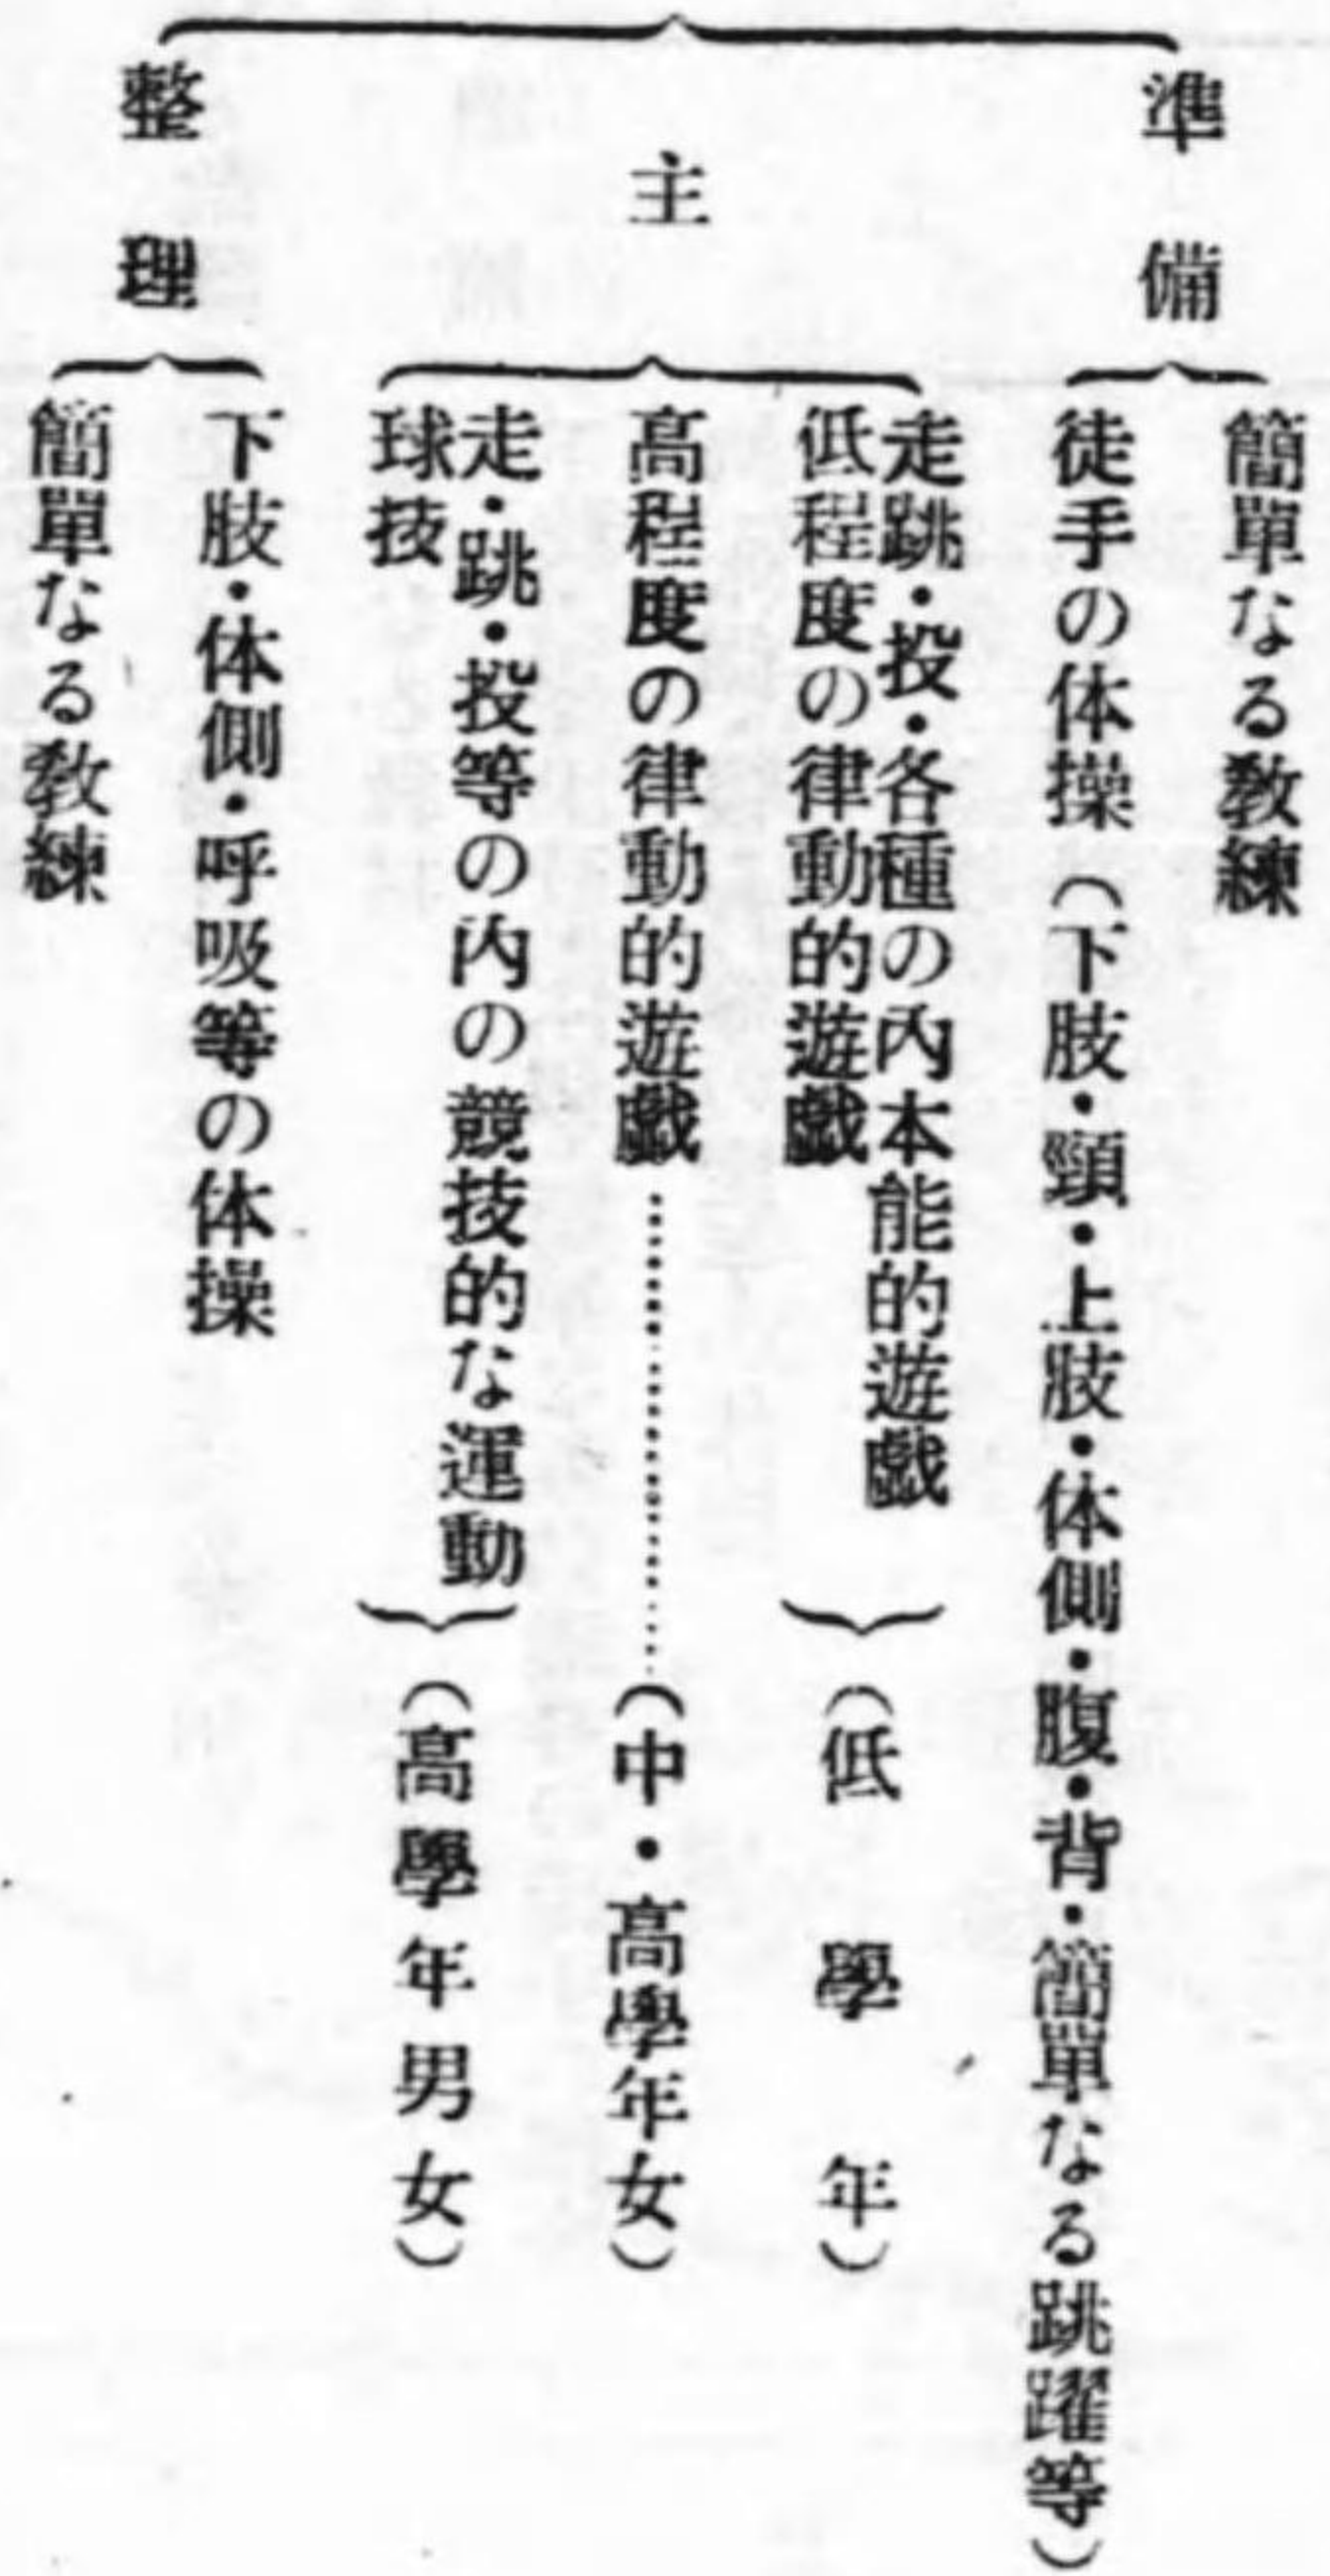 準備
簡單なる敎練
徒手の体操(下肢・頸・上肢・体側・腹・背・簡單なる跳躍等)
主
走跳・投・各種の內本能的遊戯
低程度の律動的遊戯
(低學年)
高程度の律動的遊戯………………(中・高學年女)
走・跳・投等の內の競技的な運動
球技
(高學年男女)
整理
下肢・体側・呼吸等の体操
簡單なる敎練